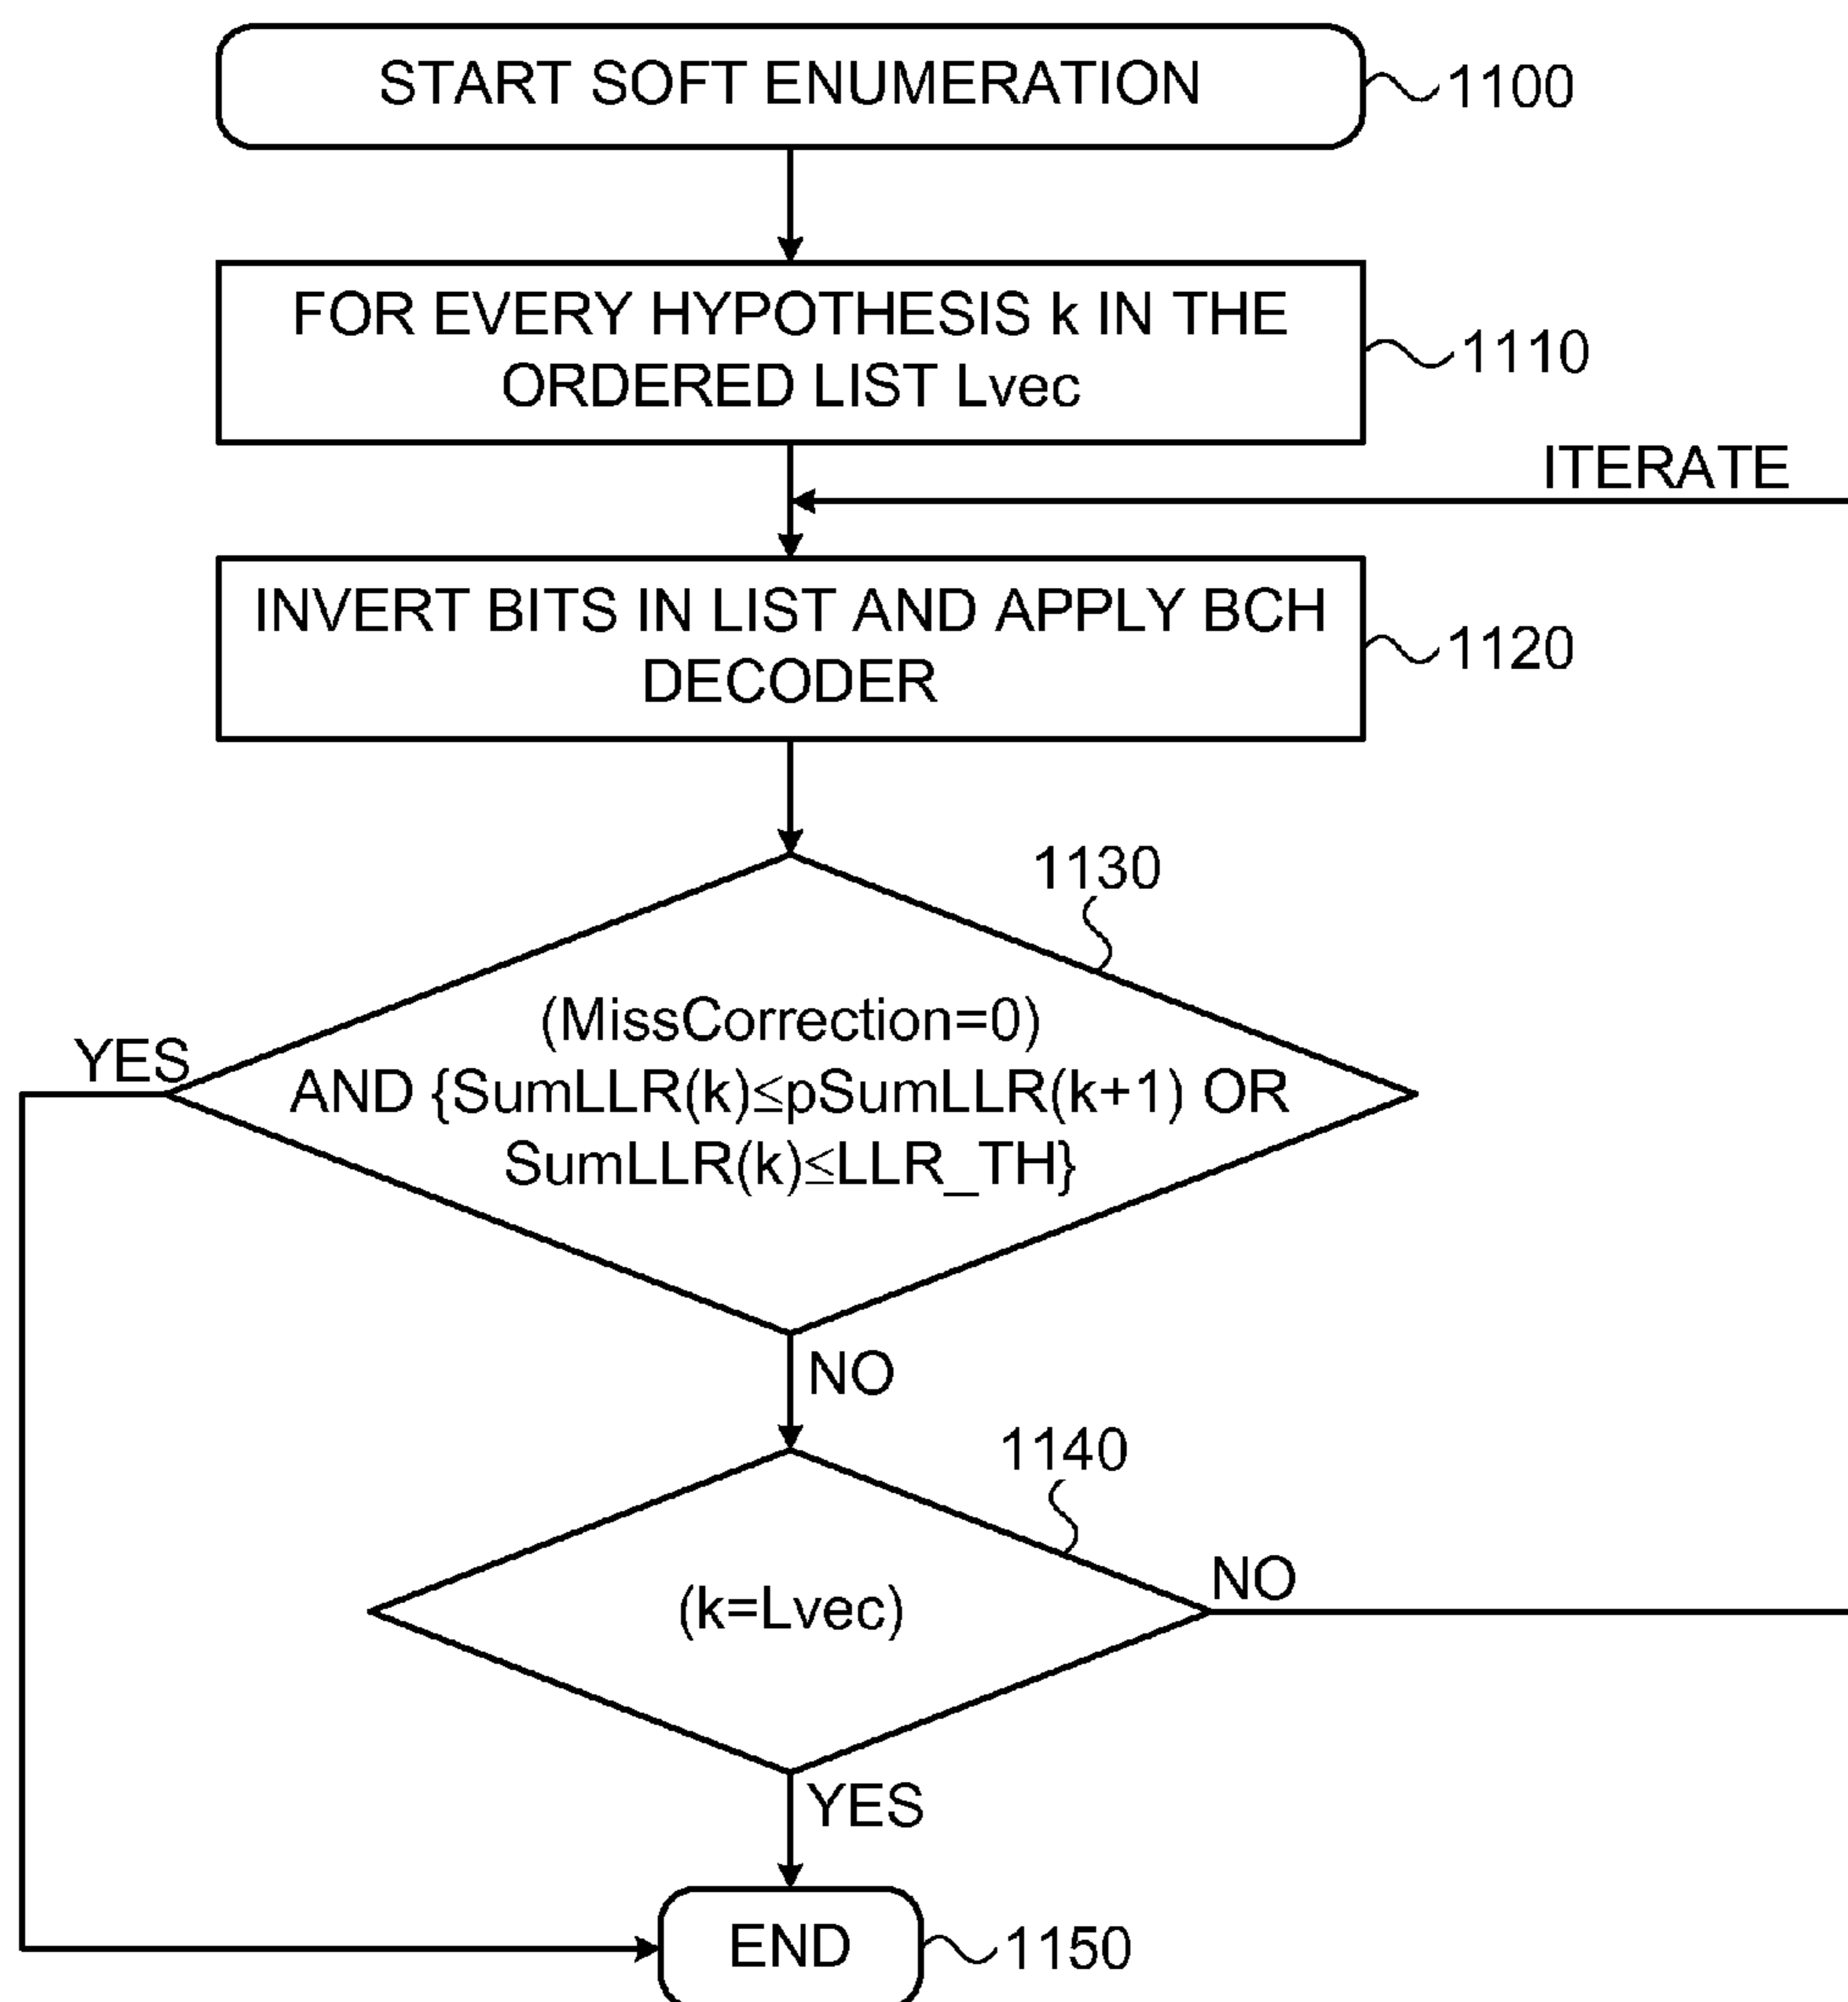 START SOFT ENUMERATION
1100
FOR EVERY HYPOTHESIS k IN THE
ORDERED LIST Lvec
1110
ITERATE
INVERT BITS IN LIST AND APPLY BCH
DECODER
1120
1130
(MissCorrection=0)
AND {SumLLR(k)≤pSumLLR(k+1) OR
SumLLR(k)≤LLR_TH}
YES
NO
1140
(k=Lvec)
NO
YES
END
1150